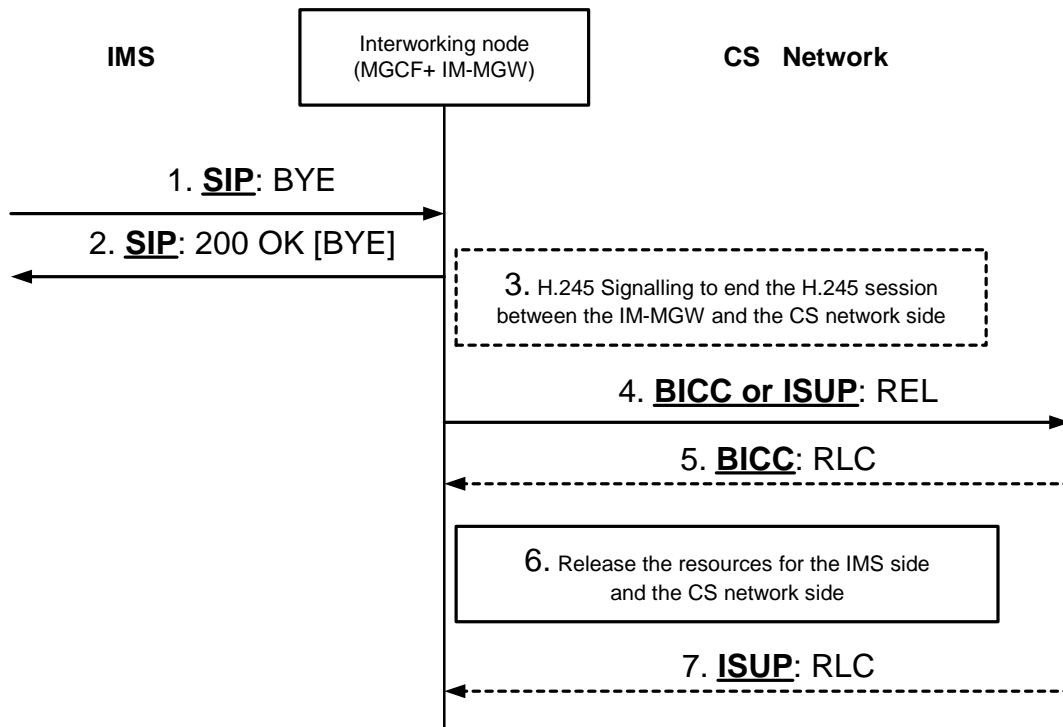 IMS
Interworking node
(MGCF+ IM-MGW)
CS Network
1. SIP: BYE
2. SIP: 200 OK [BYE]
3. H.245 Signalling to end the H.245 session
between the IM-MGW and the CS network side
4. BICC or ISUP: REL
5. BICC: RLC
6. Release the resources for the IMS side
and the CS network side
7. ISUP: RLC